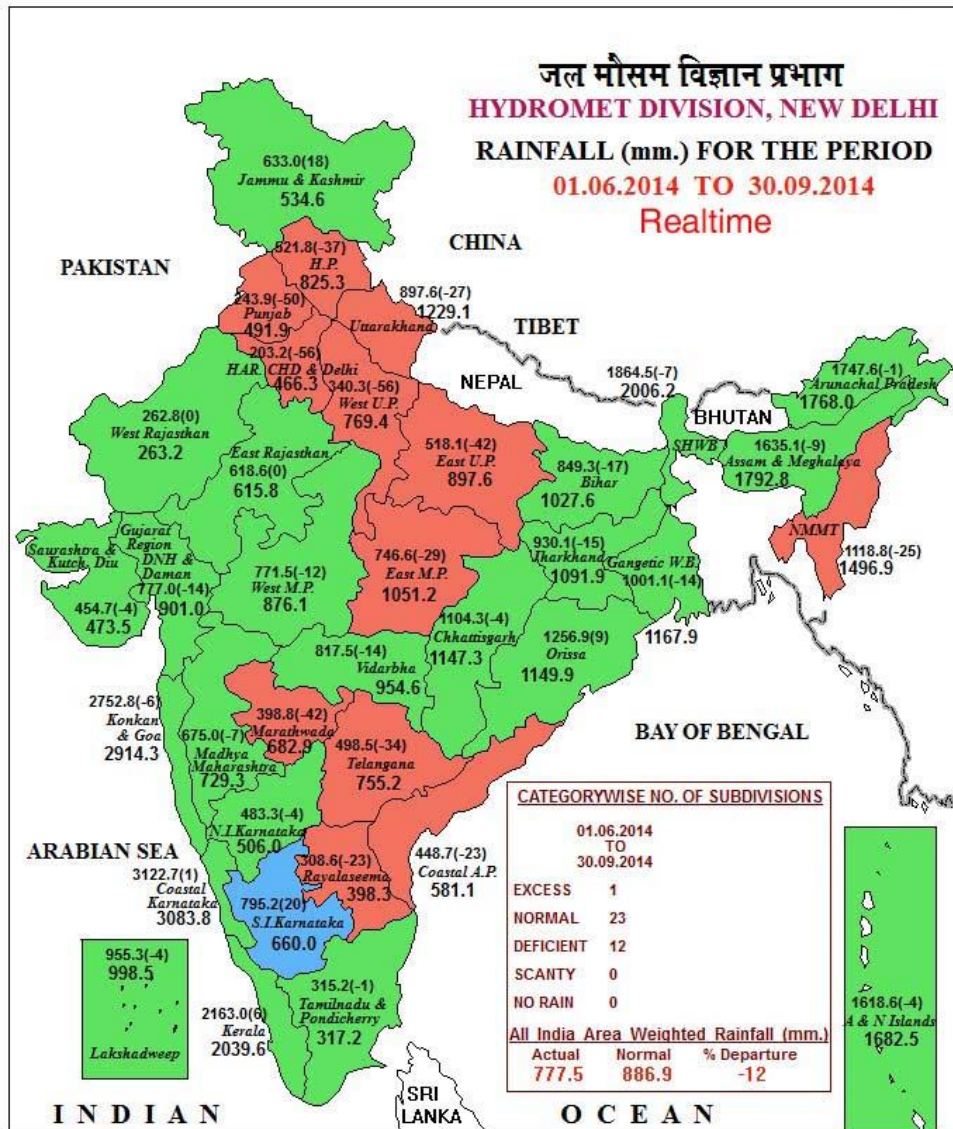 जल मौसम विज्ञान प्रभाग
HYDROMET DIVISION, NEW DELHI
RAINFALL (mm.) FOR THE PERIOD
01.06.2014 TO 30.09.2014
Realtime
633.0(18)
Jammu & Kashmir
534.6
CHINA
PAKISTAN
521.8(-37)
H.P.
825.3
897.6(-27)
1229.1
Uttarakhand
243.9(-50)
Punjab
491.9
TIBET
203.2(-56)
HAR. CHD & Delhi
466.3
340.3(-56)
West U.P.
769.4
NEPAL
1864.5(-7)
2006.2
SHWB
BHUTAN
1747.6(-1)
Arunachal Pradesh
1768.0
262.8(0)
West Rajasthan
263.2
East Rajasthan
618.6(0)
615.8
518.1(-42)
East U.P.
897.6
849.3(-17)
Bihar
1027.6
1635.1(-9)
Assam & Meghalaya
1792.8
NMMT
1118.8(-25)
1496.9
Saurashtra &
Kutch, Diu
454.7(-4)
473.5
Gujarat
Region
DNH &
Daman
777.0(-14)
901.0
771.5(-12)
West M.P.
876.1
746.6(-29)
East M.P.
1051.2
930.1(-15)
Jharkhand
1091.9
Gangetic W.B.
1001.1(-14)
1167.9
1104.3(-4)
Chhattisgarh
1147.3
1256.9(9)
Orissa
1149.9
817.5(-14)
Vidarbha
954.6
2752.8(-6)
Konkan
& Goa
2914.3
675.0(-7)
Madhya
Maharashtra
729.3
398.8(-42)
Marathwada
682.9
498.5(-34)
Telangana
755.2
BAY OF BENGAL
483.3(-4)
N.I.Karnataka
506.0
ARABIAN SEA
3122.7(1)
Coastal
Karnataka
3083.8
308.6(-23)
Rayalaseema
398.3
448.7(-23)
Coastal A.P.
581.1
795.2(20)
S.I.Karnataka
660.0
955.3(-4)
998.5
Lakshadweep
2163.0(6)
Kerala
2039.6
315.2(-1)
Tamilnadu &
Pondicherry
317.2
CATEGORYWISE NO. OF SUBDIVISIONS
01.06.2014
TO
30.09.2014
EXCESS 1
NORMAL 23
DEFICIENT 12
SCANTY 0
NO RAIN 0
All India Area Weighted Rainfall (mm.)
Actual Normal % Departure
777.5 886.9 -12
1618.6(-4)
A & N Islands
1682.5
SRI
LANKA
INDIAN OCEAN